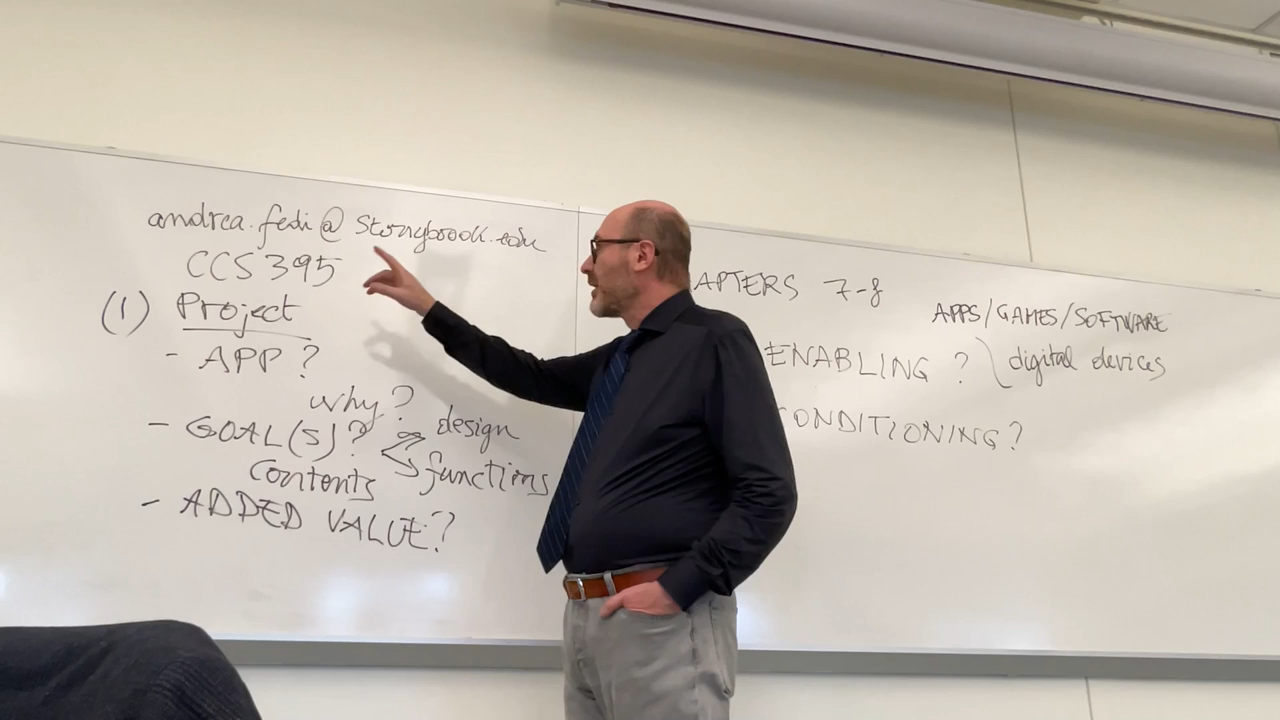 andrea.fedi@stonybrook.edu
CCS 395
(1) Project
- APP?
why?
- GOAL(S)? design
contents functions
- ADDED VALUE?
APTERS 7-8
APPS/GAMES/SOFTWARE
ENABLING ? digital devices
CONDITIONING?